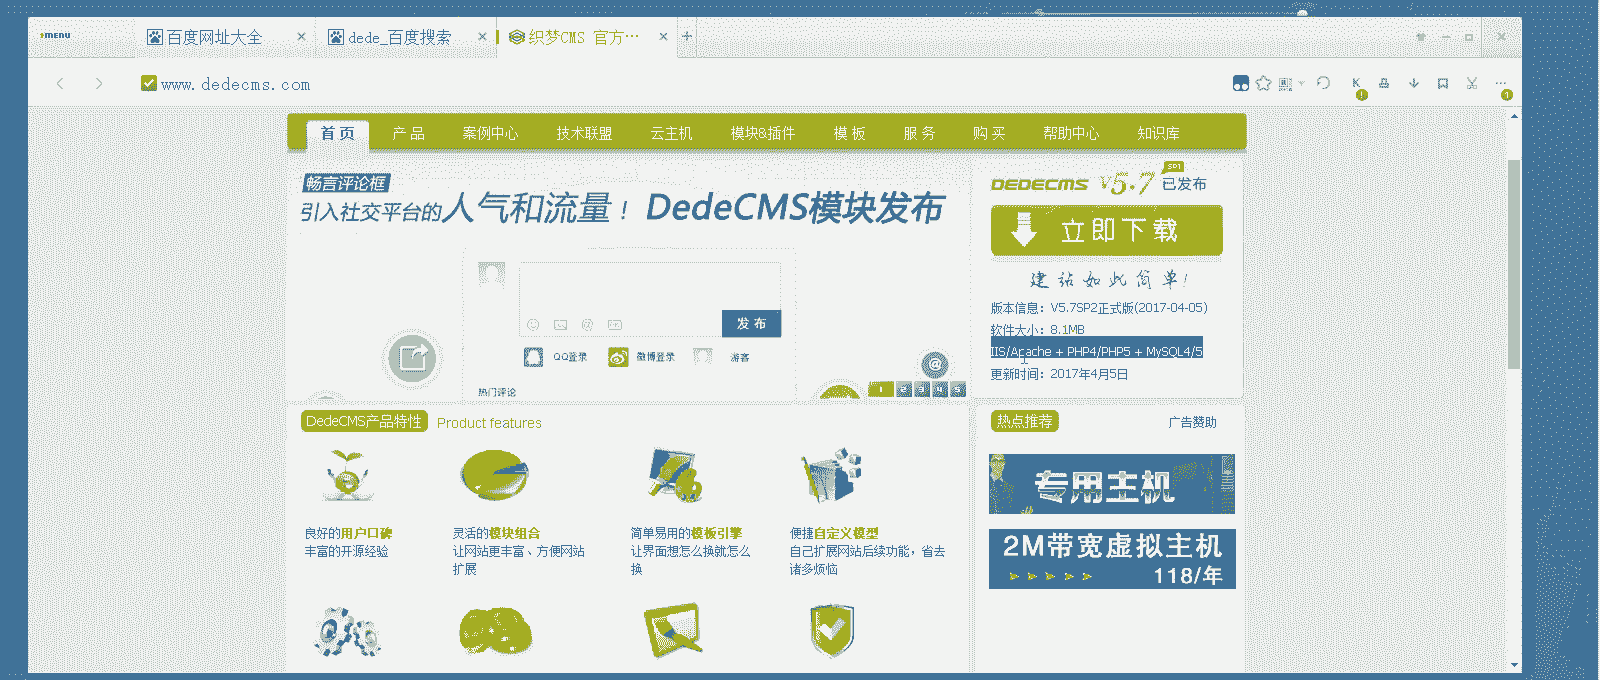 MENU
百度网址大全
dede_百度搜索
织梦CMS 官方…
www.dedecms.com
首 页
产 品
案例中心
技术联盟
云主机
模块&插件
模 板
服 务
购 买
帮助中心
知识库
畅言评论框
引入社交平台的人气和流量！ DedeCMS模块发布
发 布
QQ登录
微博登录
游客
热门评论
1 2 3 4 5
DEDECMS V5.7 SP1 已发布
立即下载
建站如此简单!
版本信息：V5.7SP2正式版(2017-04-05)
软件大小：8.1MB
IIS/Apache + PHP4/PHP5 + MySQL4/5
更新时间：2017年4月5日
DedeCMS产品特性 Product features
良好的用户口碑
丰富的开源经验
灵活的模块组合
让网站更丰富、方便网站
扩展
简单易用的模板引擎
让界面想怎么换就怎么
换
便捷自定义模型
自己扩展网站后续功能，省去
诸多烦恼
热点推荐
广告赞助
专用主机
2M带宽虚拟主机
118/年